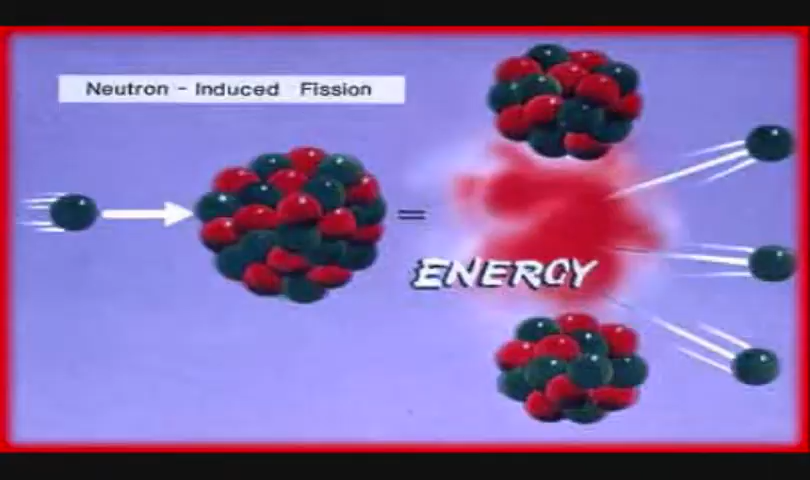 Neutron - Induced Fission
=
ENERGY